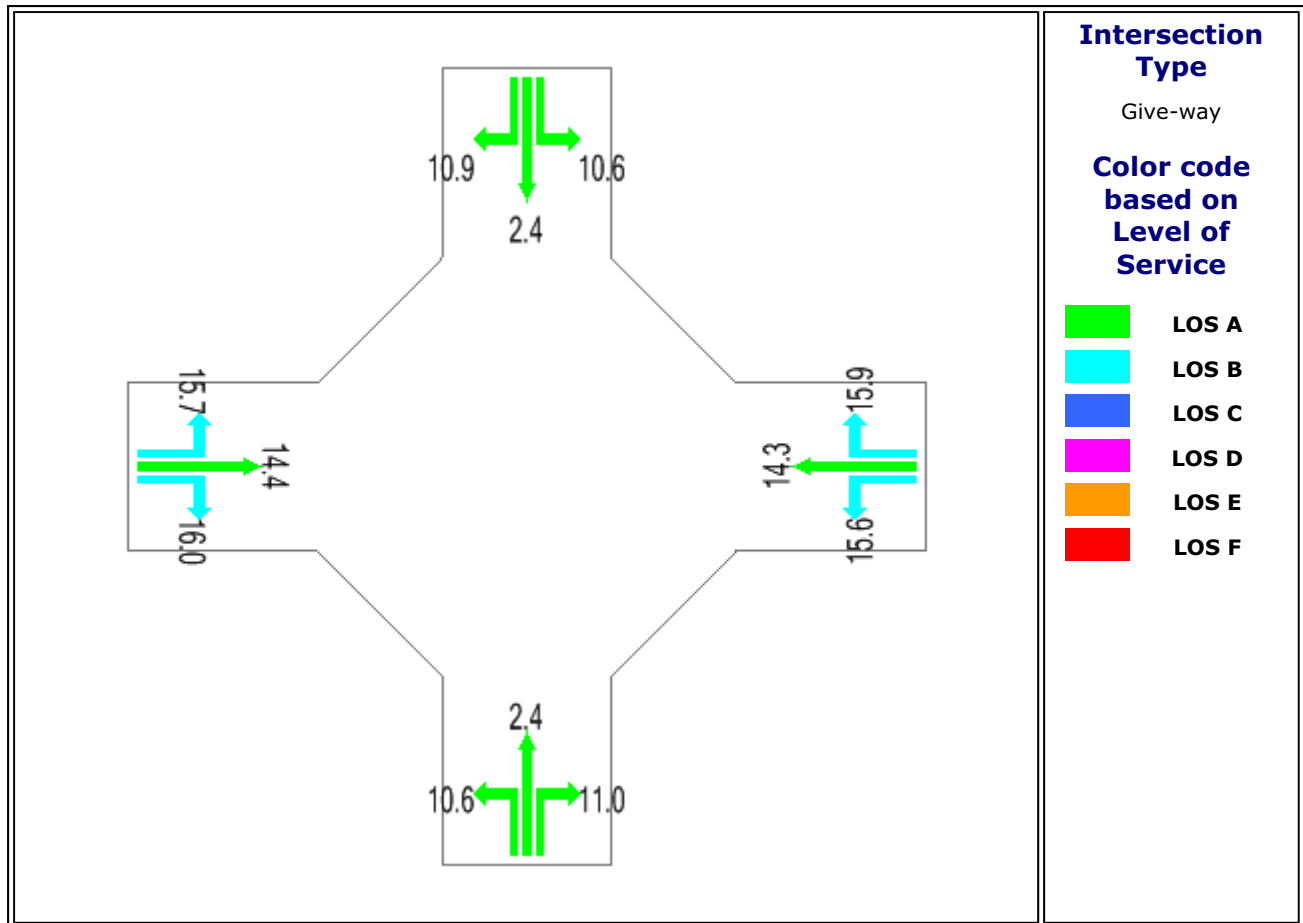 10.9
10.6
2.4
15.7
14.4
16.0
15.9
14.3
15.6
2.4
10.6
11.0
Intersection
Type
Give-way
Color code
based on
Level of
Service
LOS A
LOS B
LOS C
LOS D
LOS E
LOS F